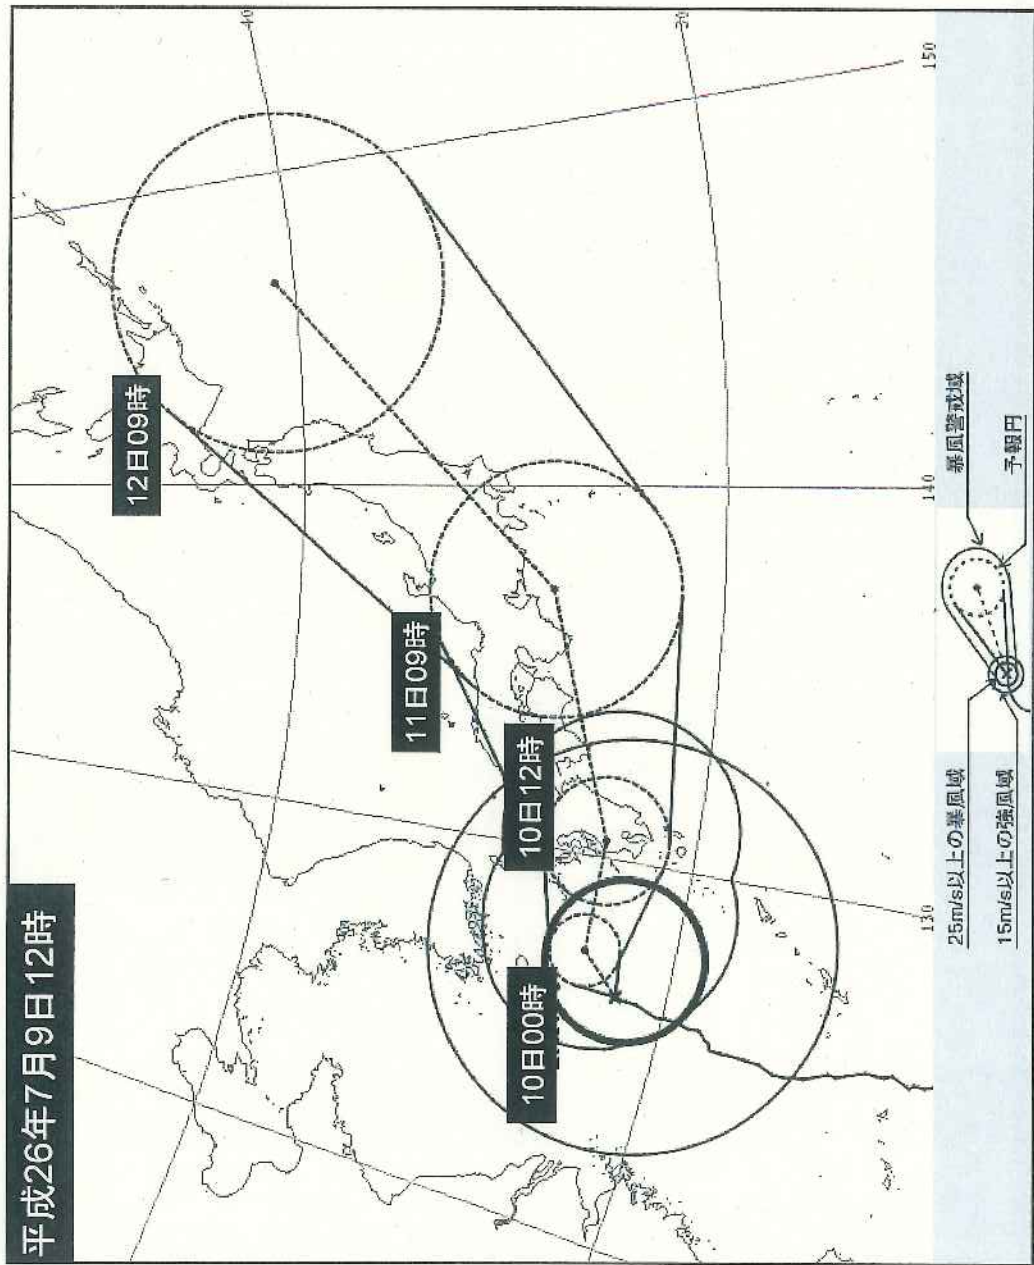 平成26年7月9日12時
40
30
12日09時
11日09時
10日12時
10日00時
150
140
130
25m/s以上の暴風域
15m/s以上の強風域
暴風警戒域
予報円